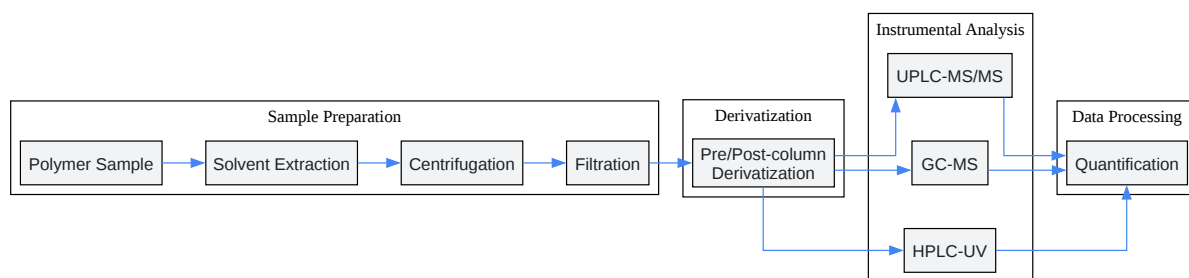 Sample Preparation
Polymer Sample
Solvent Extraction
Centrifugation
Filtration
Derivatization
Pre/Post-column
Derivatization
Instrumental Analysis
UPLC-MS/MS
GC-MS
HPLC-UV
Data Processing
Quantification